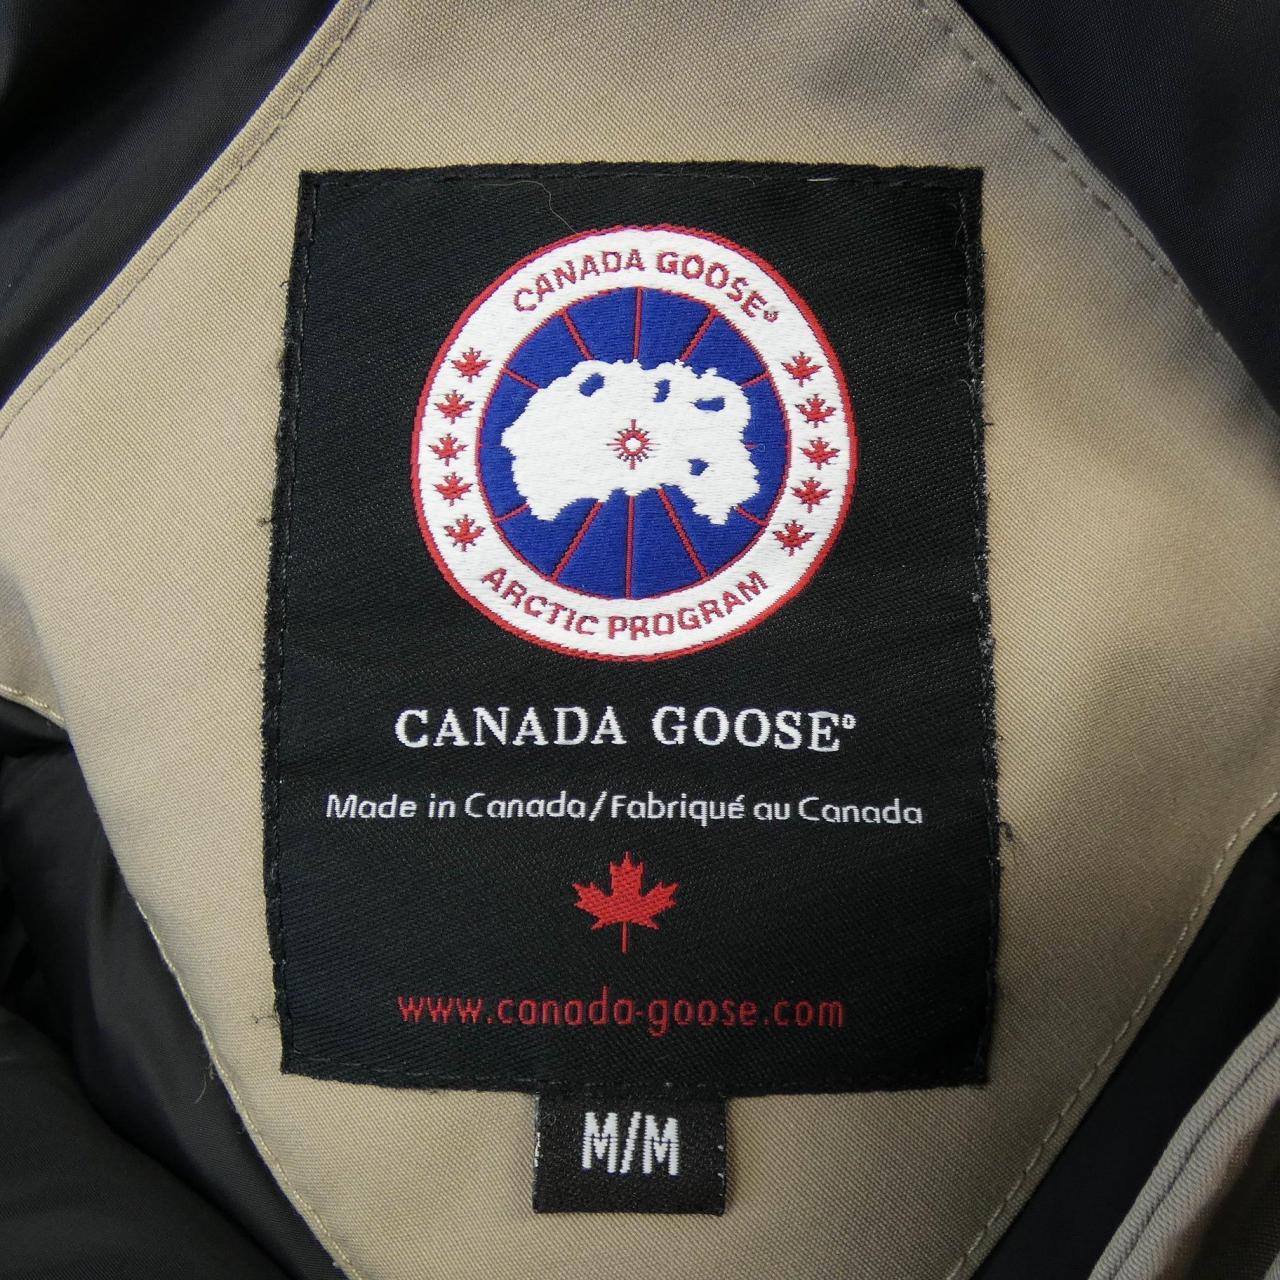 CANADA GOOSE®
ARCTIC PROGRAM
CANADA GOOSE®
Made in Canada/Fabriqué au Canada
www.canada-goose.com
M/M